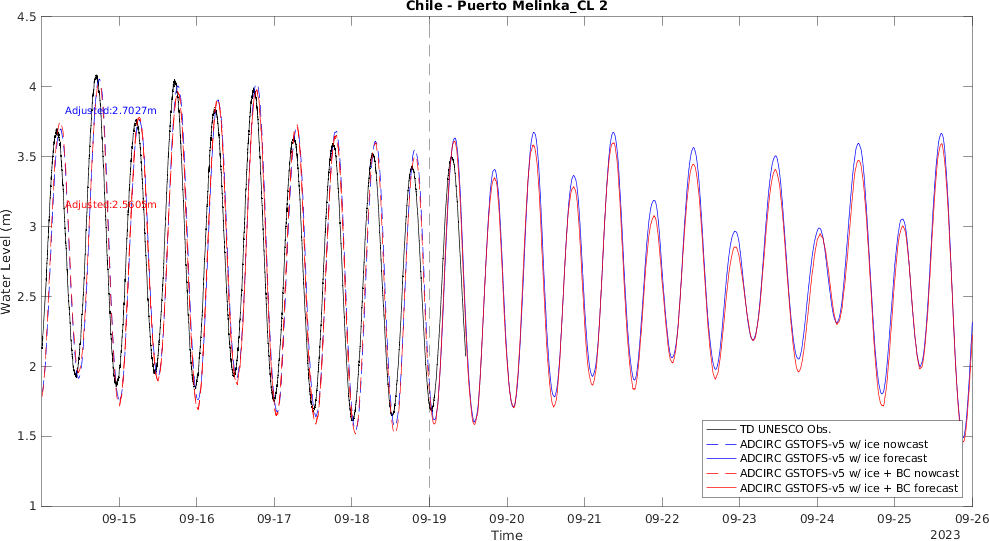 Chile - Puerto Melinka_CL 2
4.5
4
3.5
3
2.5
2
1.5
1
Water Level (m)
Adjusted:2.7027m
Adjusted:2.5605m
TD UNESCO Obs.
ADCIRC GSTOFS-v5 w/ ice nowcast
ADCIRC GSTOFS-v5 w/ ice forecast
ADCIRC GSTOFS-v5 w/ ice + BC nowcast
ADCIRC GSTOFS-v5 w/ ice + BC forecast
09-15 09-16 09-17 09-18 09-19 09-20 09-21 09-22 09-23 09-24 09-25 09-26
Time
2023